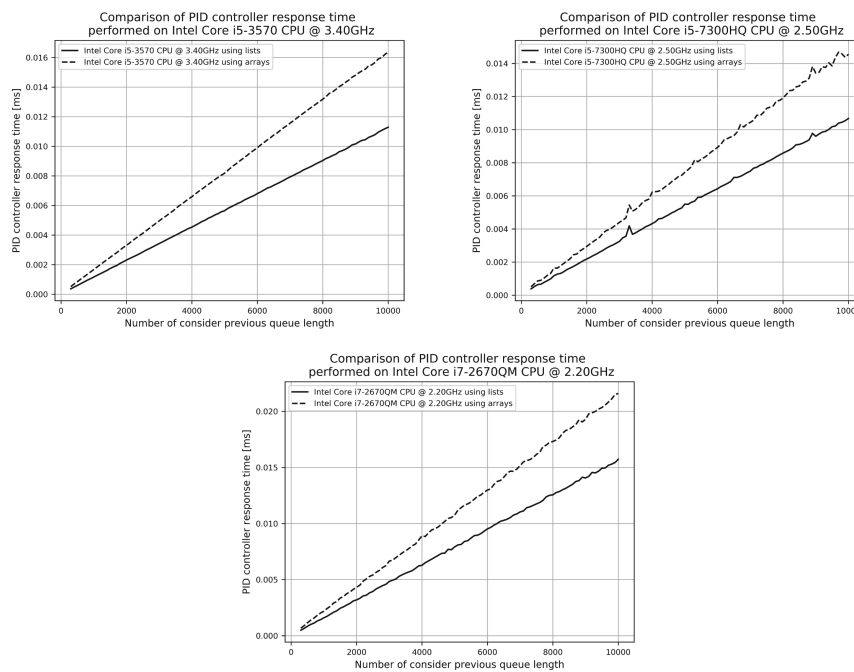 Comparison of PID controller response time
performed on Intel Core i5-3570 CPU @ 3.40GHz
Intel Core i5-3570 CPU @ 3.40GHz using lists
Intel Core i5-3570 CPU @ 3.40GHz using arrays
PID controller response time [ms]
0.016
0.014
0.012
0.010
0.008
0.006
0.004
0.002
0.000
0 2000 4000 6000 8000 10000
Number of consider previous queue length
Comparison of PID controller response time
performed on Intel Core i5-7300HQ CPU @ 2.50GHz
Intel Core i5-7300HQ CPU @ 2.50GHz using lists
Intel Core i5-7300HQ CPU @ 2.50GHz using arrays
PID controller response time [ms]
0.014
0.012
0.010
0.008
0.006
0.004
0.002
0.000
0 2000 4000 6000 8000 1000
Number of consider previous queue length
Comparison of PID controller response time
performed on Intel Core i7-2670QM CPU @ 2.20GHz
Intel Core i7-2670QM CPU @ 2.20GHz using lists
Intel Core i7-2670QM CPU @ 2.20GHz using arrays
PID controller response time [ms]
0.020
0.015
0.010
0.005
0.000
0 2000 4000 6000 8000 10000
Number of consider previous queue length